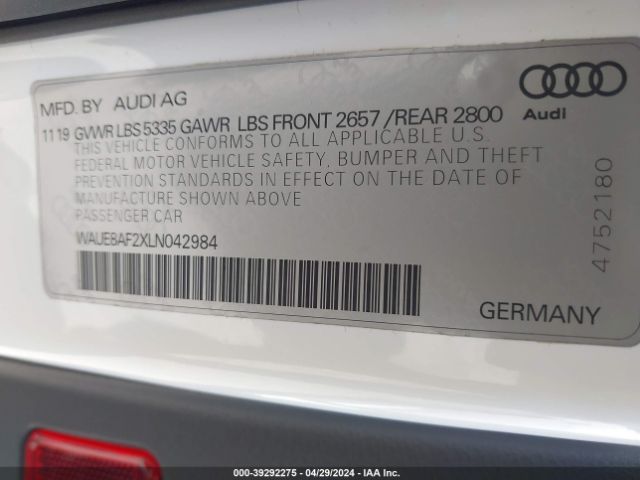 MFD. BY AUDI AG
11 19 GVWR LBS 5335 GAWR LBS FRONT 2657 / REAR 2800
THIS VEHICLE CONFORMS TO ALL APPLICABLE U.S.
FEDERAL MOTOR VEHICLE SAFETY, BUMPER AND THEFT
PREVENTION STANDARDS IN EFFECT ON THE DATE OF
MANUFACTURE SHOWN ABOVE
PASSENGER CAR
WAUE8AF2XLN042984
Audi
4752180
GERMANY
000-39292275 - 04/29/2024 - IAA Inc.